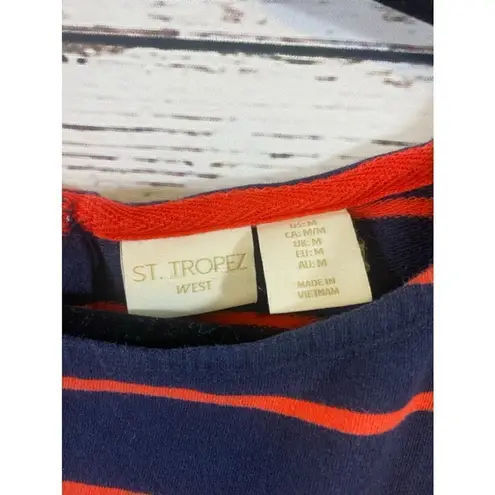 ST. TROPEZ
WEST
US: M
CA: M/M
UK: M
EU: M
AU: M
MADE IN
VIETNAM